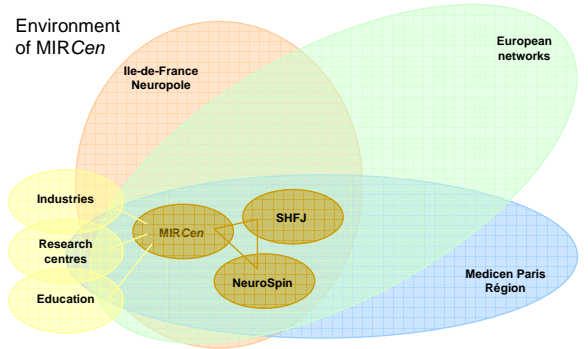 Environment
of MIRCen
European
networks
Ile-de-France
Neuropole
Industries
SHFJ
MIRCen
Research
centres
Medicen Paris
Région
NeuroSpin
Education